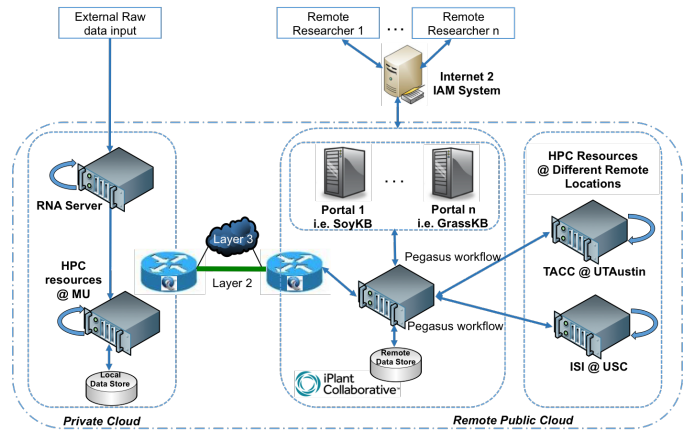 External Raw
data input
Remote
Researcher 1
...
Remote
Researcher n
Internet 2
IAM System
RNA Server
HPC
resources
@ MU
Local
Data Store
Private Cloud
Layer 3
Layer 2
Portal 1
i.e. SoyKB
...
Portal n
i.e. GrassKB
Pegasus workflow
Pegasus workflow
Remote
Data Store
iPlant
Collaborative
HPC Resources
@ Different Remote
Locations
TACC @ UTAustin
ISI @ USC
Remote Public Cloud